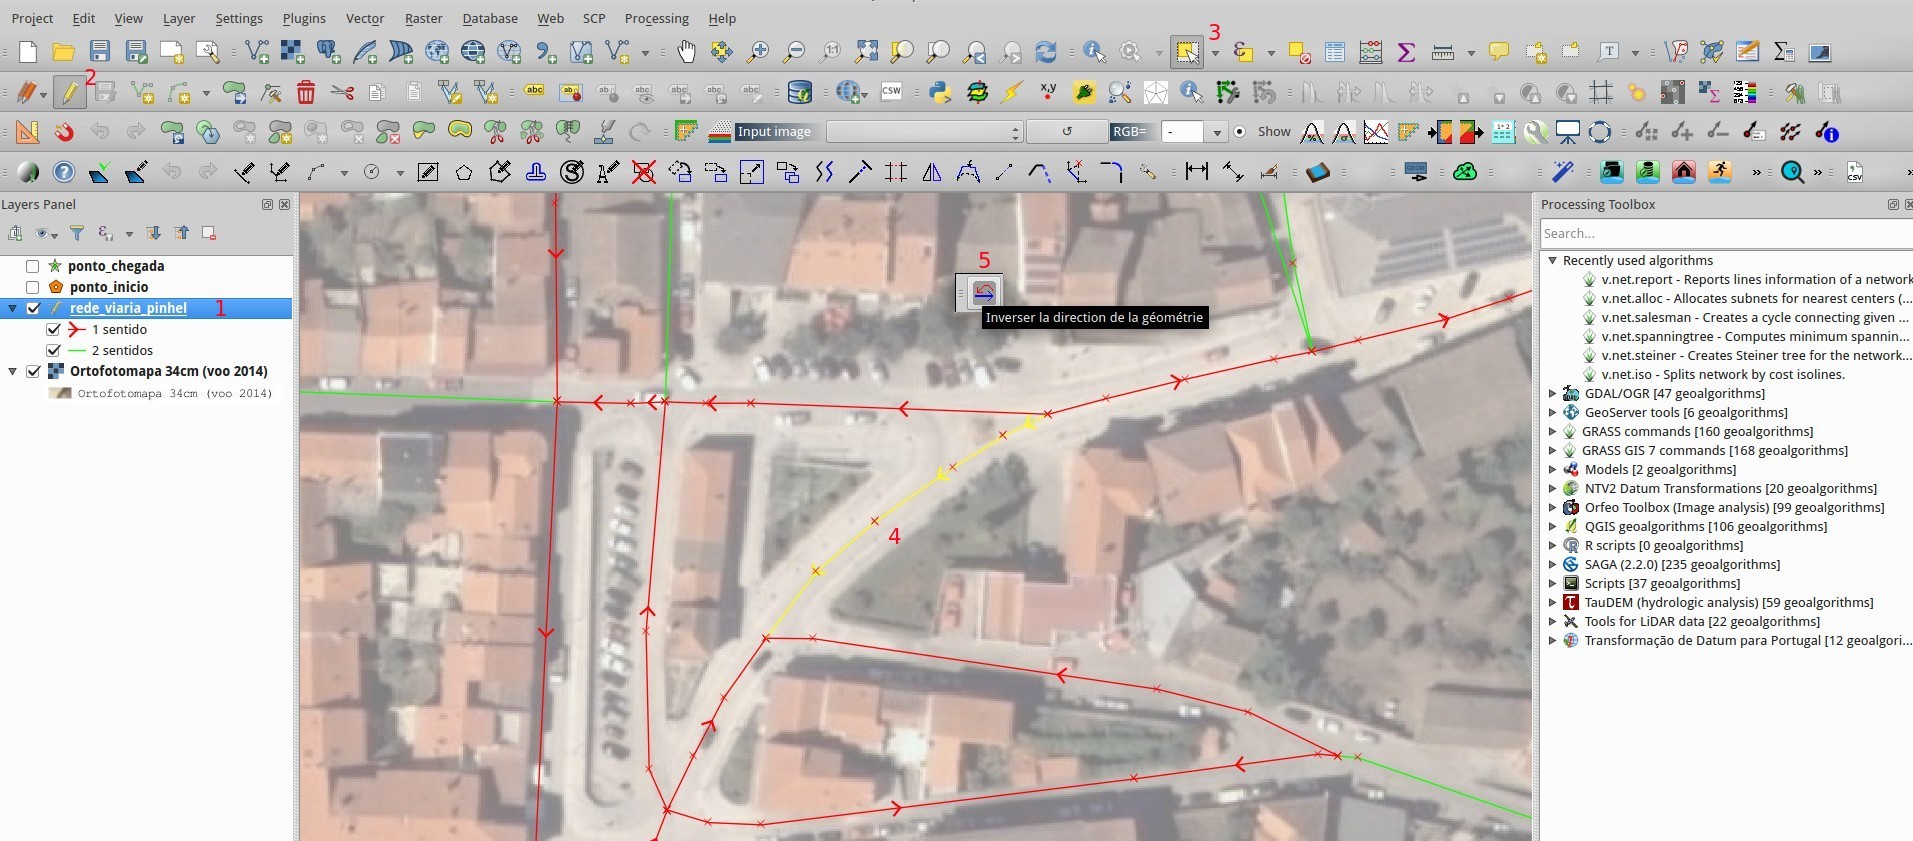 Project Edit View Layer Settings Plugins Vector Raster Database Web SCP Processing Help
3
1:1
T
2
abc
ab
abc
abc
CSW
x,y
Input image
RGB=
-
Show
CSV
»
»
»
Layers Panel
ponto_chegada
ponto_inicio
rede_viaria_pinhel 1
1 sentido
2 sentidos
Ortofotomapa 34cm (voo 2014)
Ortofotomapa 34cm (voo 2014)
5
Inverser la direction de la géométrie
4
Processing Toolbox
Search...
Recently used algorithms
v.net.report - Reports lines information of a network
v.net.alloc - Allocates subnets for nearest centers (...
v.net.salesman - Creates a cycle connecting given ...
v.net.spanningtree - Computes minimum spannin...
v.net.steiner - Creates Steiner tree for the network...
v.net.iso - Splits network by cost isolines.
GDAL/OGR [47 geoalgorithms]
GeoServer tools [6 geoalgorithms]
GRASS commands [160 geoalgorithms]
GRASS GIS 7 commands [168 geoalgorithms]
Models [2 geoalgorithms]
NTV2 Datum Transformations [20 geoalgorithms]
Orfeo Toolbox (Image analysis) [99 geoalgorithms]
QGIS geoalgorithms [106 geoalgorithms]
R scripts [0 geoalgorithms]
SAGA (2.2.0) [235 geoalgorithms]
Scripts [37 geoalgorithms]
TauDEM (hydrologic analysis) [59 geoalgorithms]
Tools for LiDAR data [22 geoalgorithms]
Transformação de Datum para Portugal [12 geoalgori...